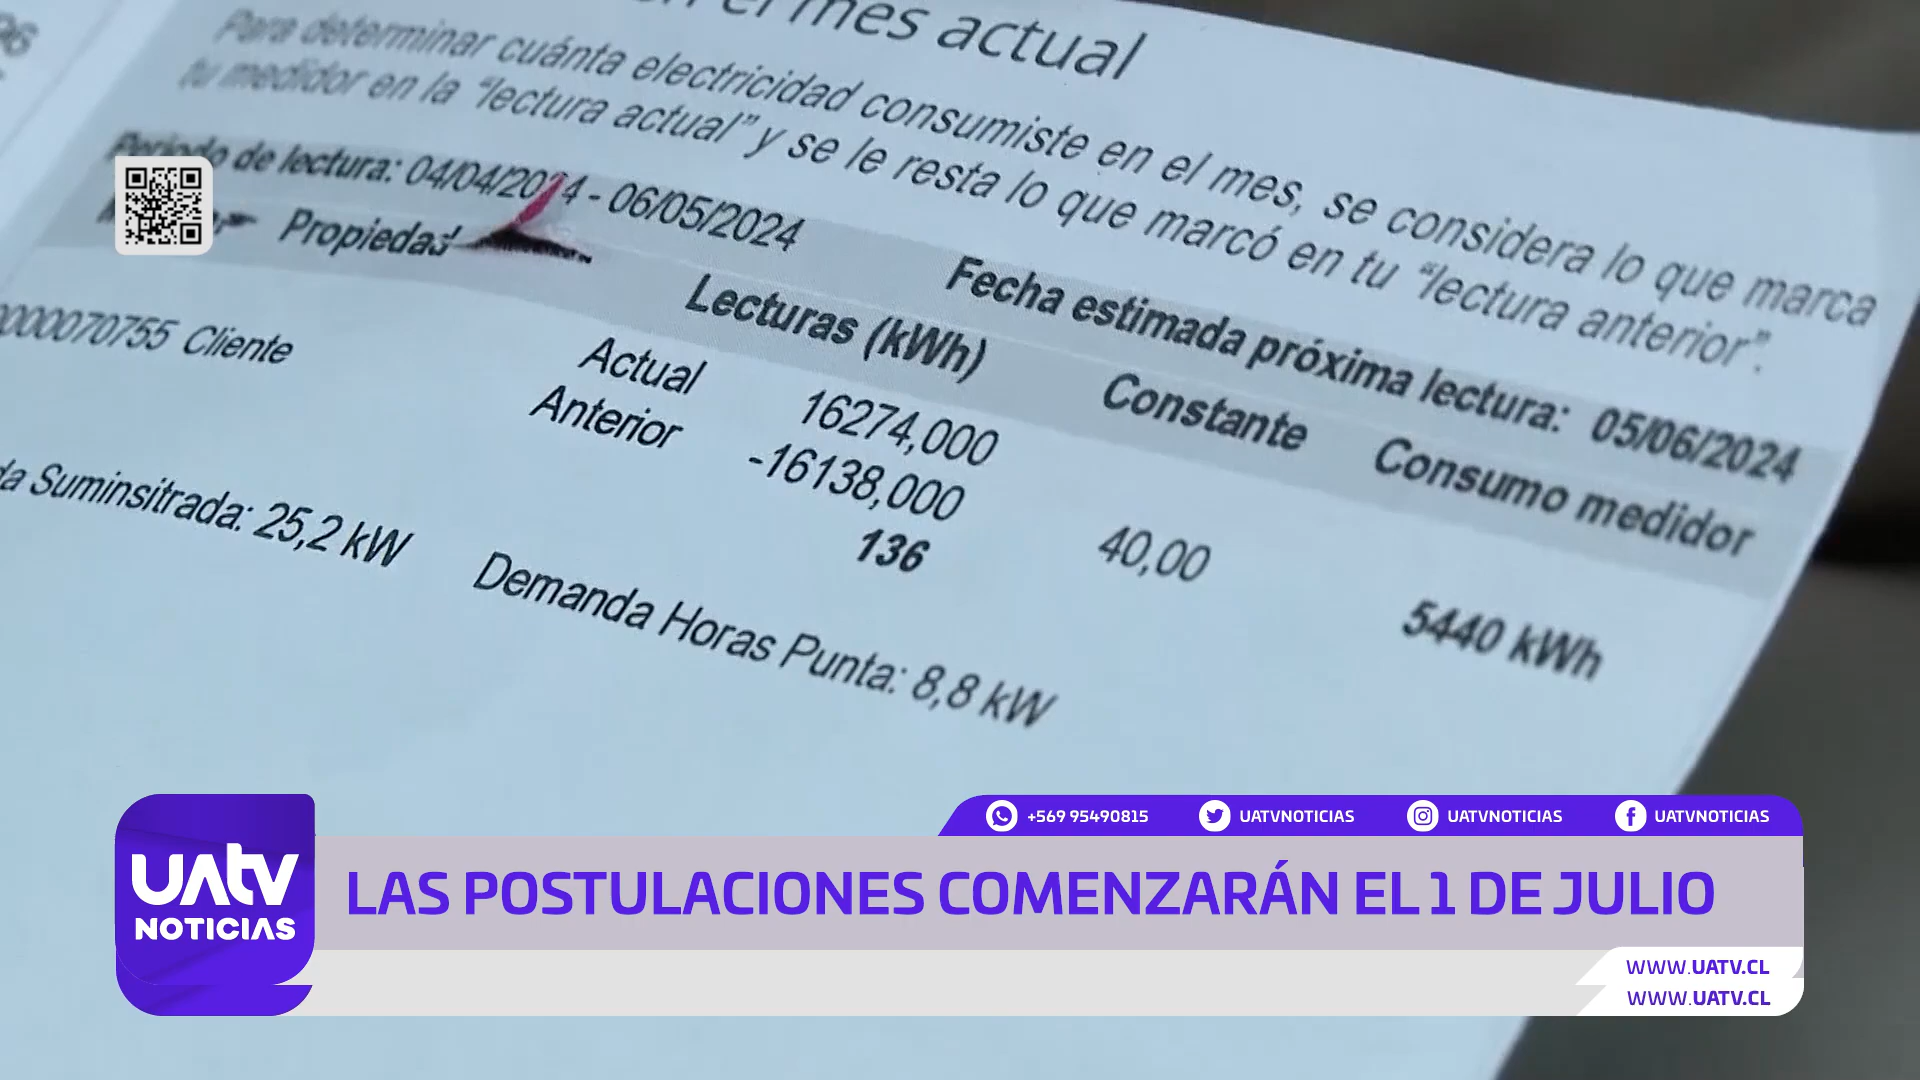 en el mes actual
Para determinar cuánta electricidad consumiste en el mes, se considera lo que marca
tu medidor en la “lectura actual” y se le resta lo que marcó en tu “lectura anterior”.
Período de lectura: 04/04/2024 - 06/05/2024
Fecha estimada próxima lectura: 05/06/2024
Propiedad
Lecturas (kWh)
Constante
Consumo medidor
0000070755 Cliente
Actual 16274,000
Anterior -16138,000
136 40,00 5440 kWh
da Suminsitrada: 25,2 kW
Demanda Horas Punta: 8,8 kW
+569 95490815 UATVNOTICIAS UATVNOTICIAS UATVNOTICIAS
UATV
NOTICIAS
LAS POSTULACIONES COMENZARÁN EL 1 DE JULIO
WWW.UATV.CL
WWW.UATV.CL